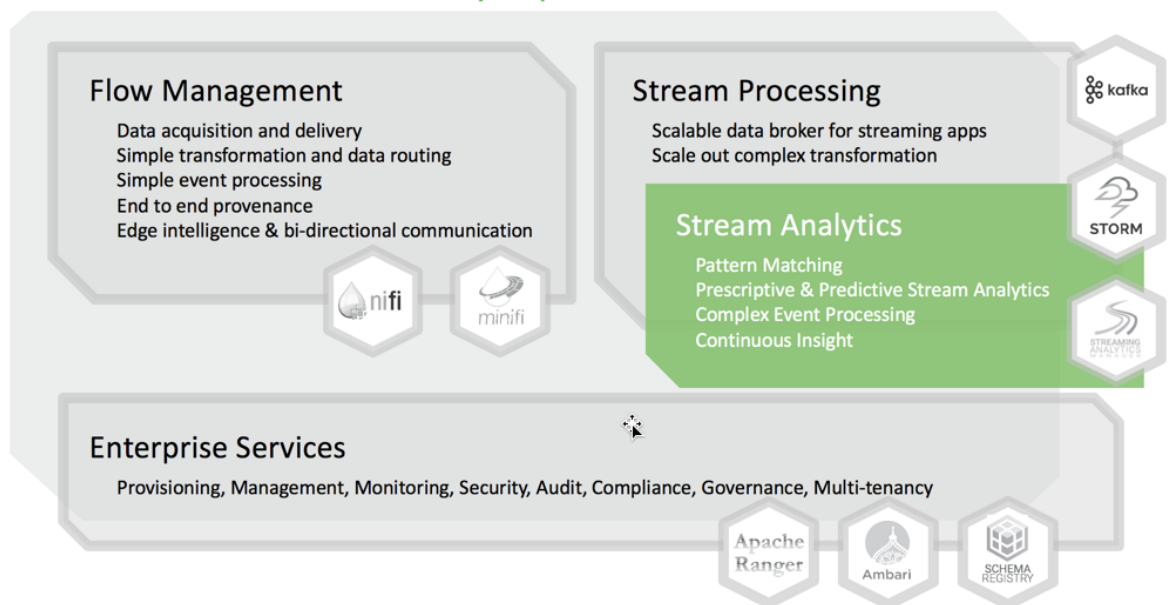 Flow Management
Data acquisition and delivery
Simple transformation and data routing
Simple event processing
End to end provenance
Edge intelligence & bi-directional communication
nifi
minifi
Stream Processing
Scalable data broker for streaming apps
Scale out complex transformation
kafka
STORM
Stream Analytics
Pattern Matching
Prescriptive & Predictive Stream Analytics
Complex Event Processing
Continuous Insight
STREAMING
ANALYTICS
MANAGER
Enterprise Services
Provisioning, Management, Monitoring, Security, Audit, Compliance, Governance, Multi-tenancy
Apache
Ranger
Ambari
SCHEMA
REGISTRY